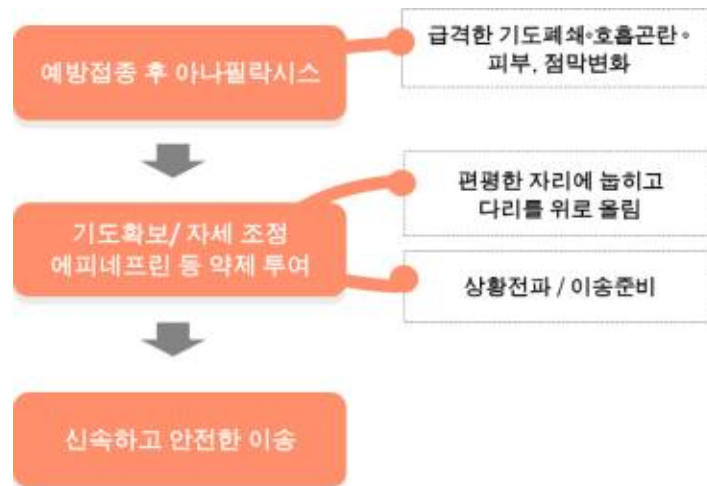 예방접종 후 아나필락시스
급격한 기도폐쇄∘호흡곤란∘
피부, 점막변화
기도확보/ 자세 조정
에피네프린 등 약제 투여
편평한 자리에 눕히고
다리를 위로 올림
상황전파 / 이송준비
신속하고 안전한 이송